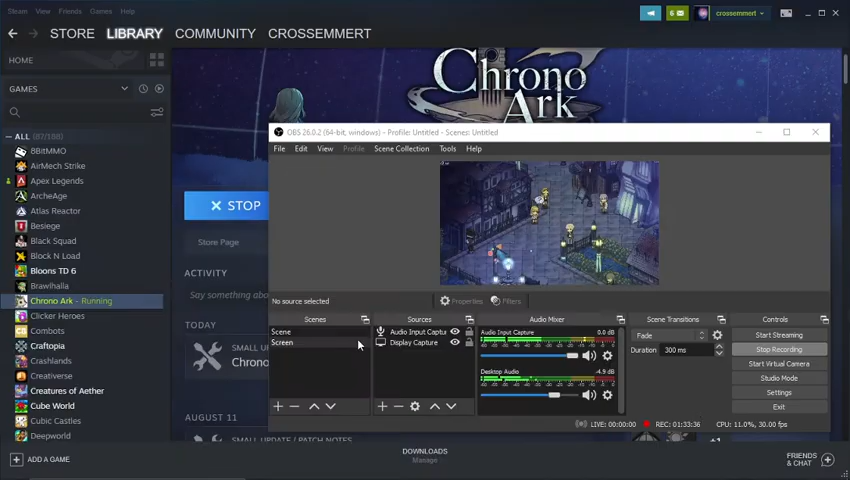 Steam View Friends Games Help
6 crossemmert
STORE LIBRARY COMMUNITY CROSSEMMERT
HOME
GAMES
ALL (87/188)
8BitMMO
AirMech Strike
Apex Legends
ArcheAge
Atlas Reactor
Besiege
Black Squad
Block N Load
Bloons TD 6
Brawlhalla
Chrono Ark - Running
Clicker Heroes
Combots
Craftopia
Crashlands
Creativerse
Creatures of Aether
Cube World
Cubic Castles
Deepworld
ADD A GAME
Chrono
Ark
STOP
Store Page
ACTIVITY
Say something abo
TODAY
SMALL U
Chrono
AUGUST 11
SMALL UPDATE / PATCH NOTES
OBS 26.0.2 (64-bit, windows) - Profile: Untitled - Scenes: Untitled
File Edit View Profile Scene Collection Tools Help
No source selected
Properties Filters
Scenes
Scene
Screen
Sources
Audio Input Captu
Display Capture
Audio Mixer
Audio Input Capture 0.0 dB
Desktop Audio -4.9 dB
Scene Transitions
Fade
Duration 300 ms
Controls
Start Streaming
Stop Recording
Start Virtual Camera
Studio Mode
Settings
Exit
LIVE: 00:00:00 REC: 01:33:36 CPU: 11.0%, 30.00 fps
DOWNLOADS
Manage
FRIENDS
& CHAT